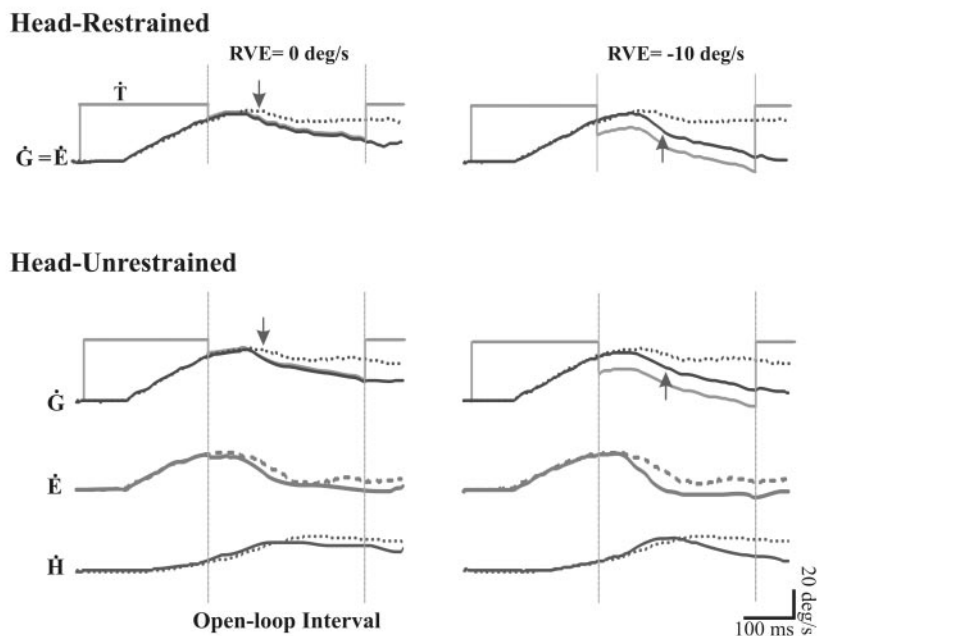 Head-Restrained
RVE= 0 deg/s
RVE= -10 deg/s
Ṫ
Ġ = Ė
Head-Unrestrained
Ġ
Ė
Ḣ
Open-loop Interval
20 deg/s
100 ms